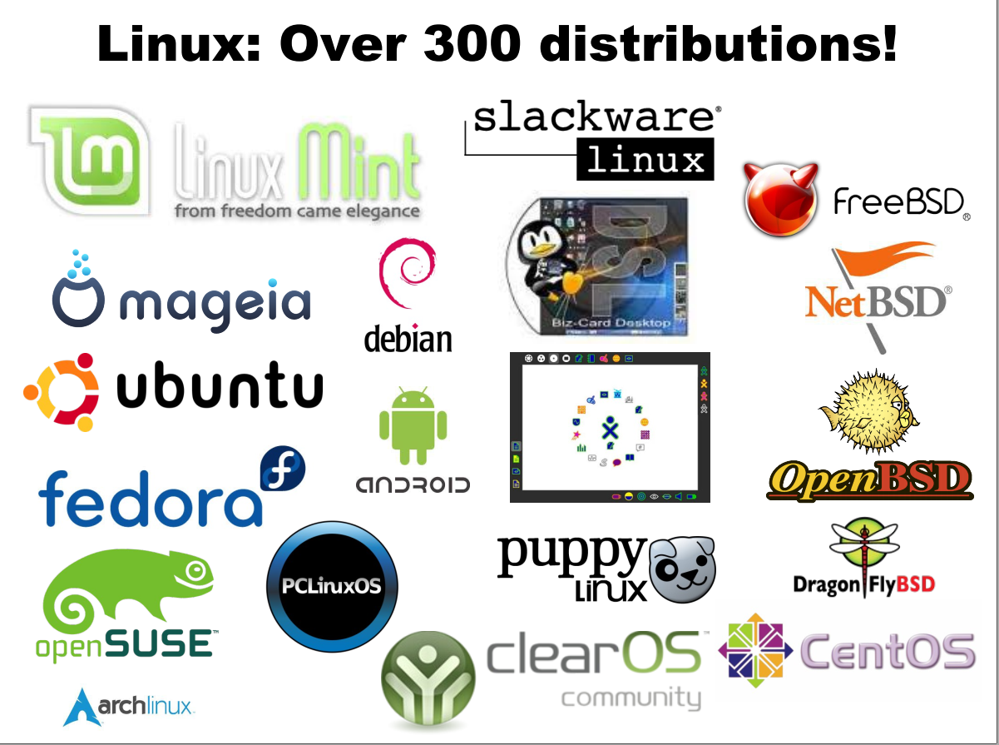 Linux: Over 300 distributions!
Linux Mint
from freedom came elegance
slackware®
linux
FreeBSD®
DSL
Biz-Card Desktop
NetBSD®
mageia
debian
ubuntu
ANDROID
OpenBSD
fedora
puppy
Linux
DragonFlyBSD
PCLinuxOS
openSUSE™
clearOS™
community
CentOS
archlinux